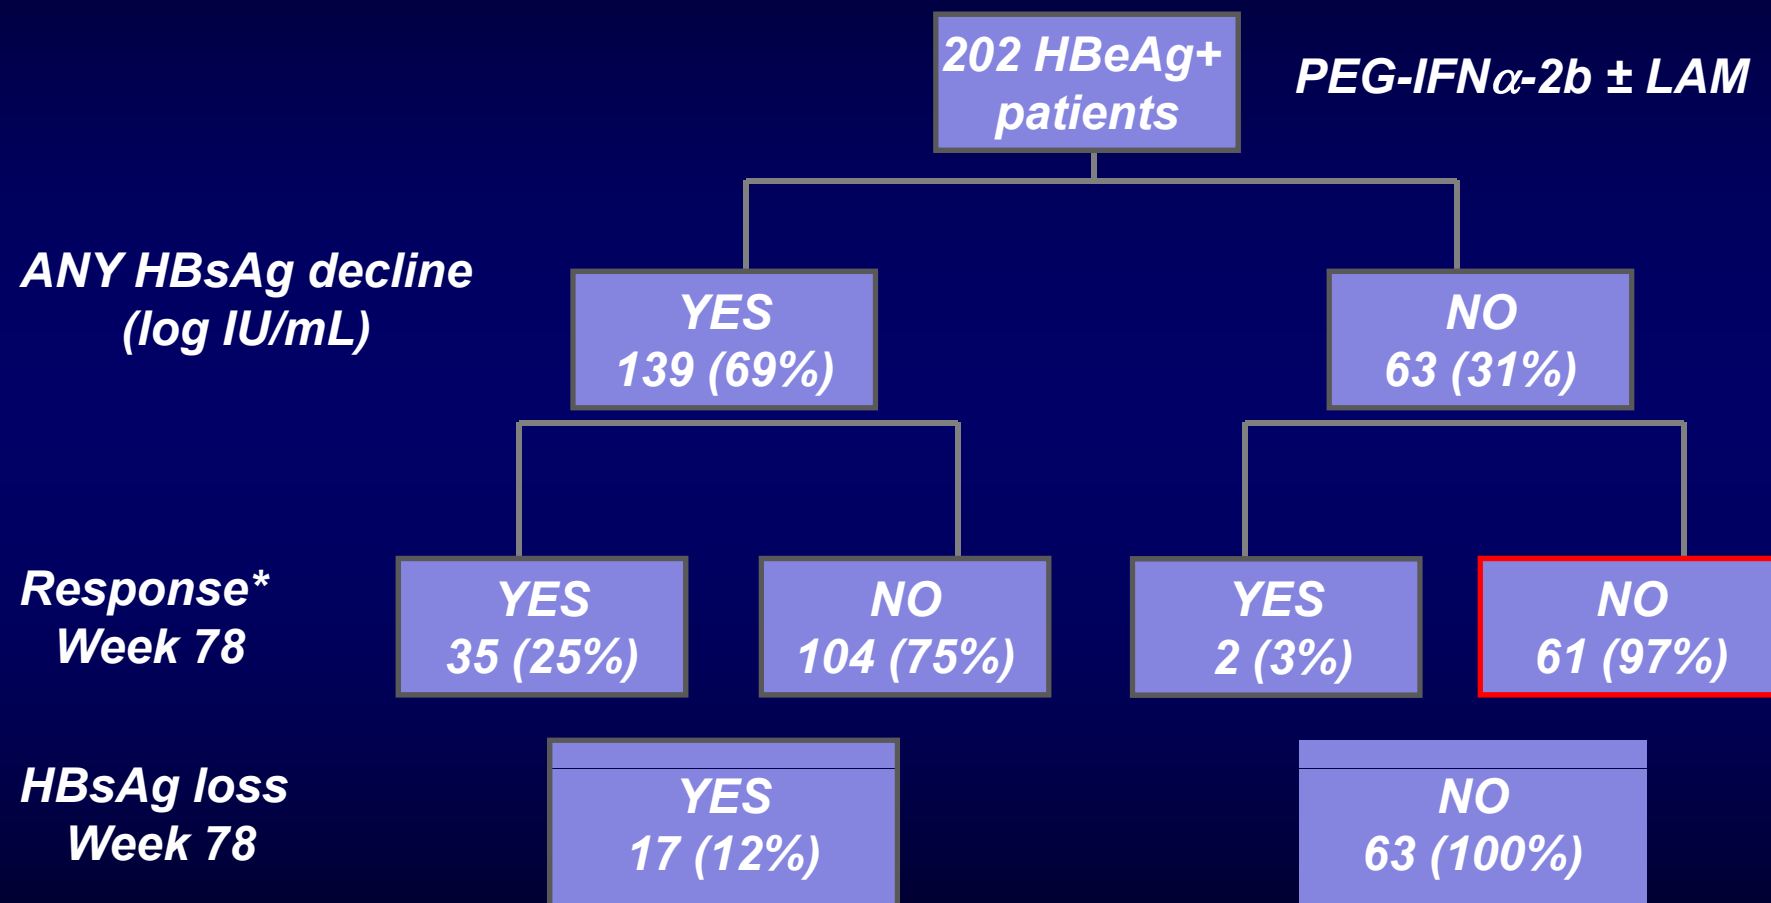 202 HBeAg+
patients
PEG-IFNα-2b ± LAM
ANY HBsAg decline
(log IU/mL)
YES
139 (69%)
NO
63 (31%)
Response*
Week 78
YES
35 (25%)
NO
104 (75%)
YES
2 (3%)
NO
61 (97%)
HBsAg loss
Week 78
YES
17 (12%)
NO
63 (100%)